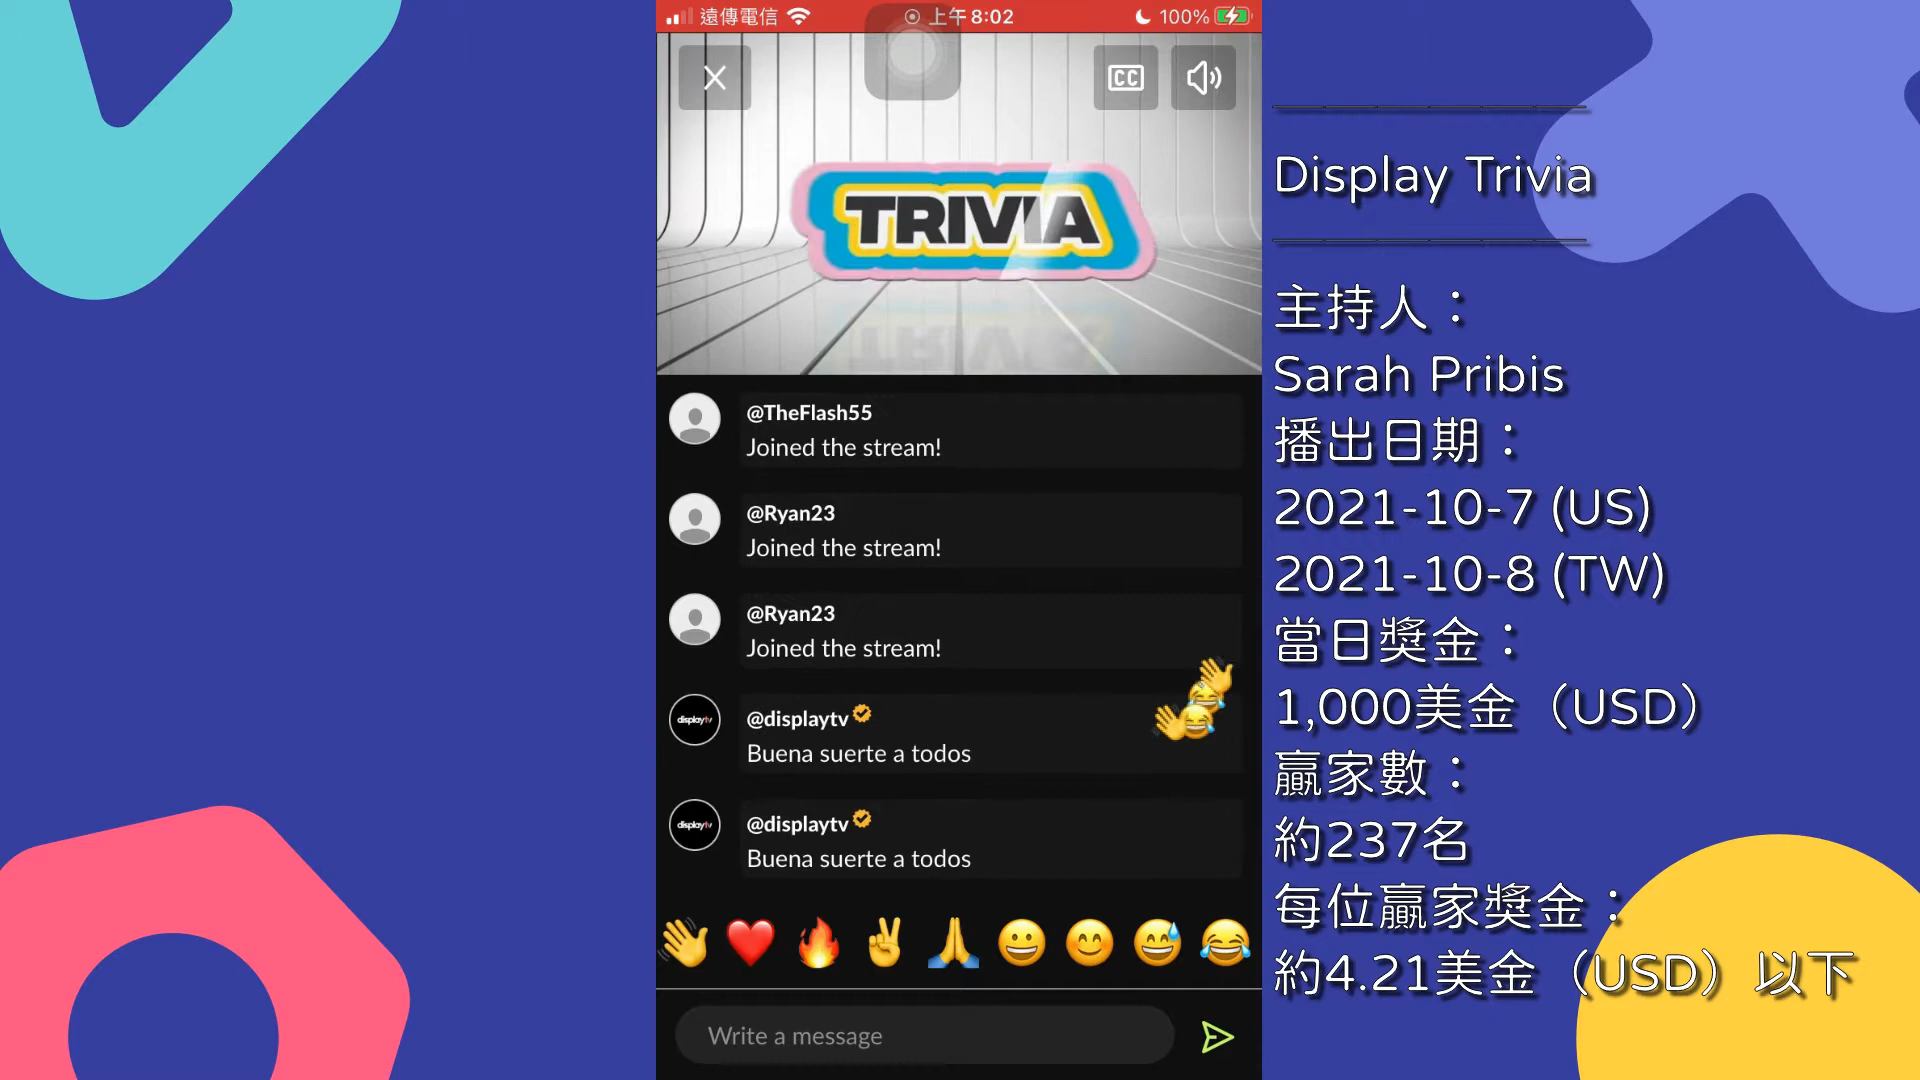 遠傳電信
上午8:02
100%
CC
TRIVIA
@TheFlash55
Joined the stream!
@Ryan23
Joined the stream!
@Ryan23
Joined the stream!
displaytv
@displaytv
Buena suerte a todos
displaytv
@displaytv
Buena suerte a todos
Write a message
Display Trivia
主持人：
Sarah Pribis
播出日期：
2021-10-7 (US)
2021-10-8 (TW)
當日獎金：
1,000美金（USD）
贏家數：
約237名
每位贏家獎金：
約4.21美金（USD）以下